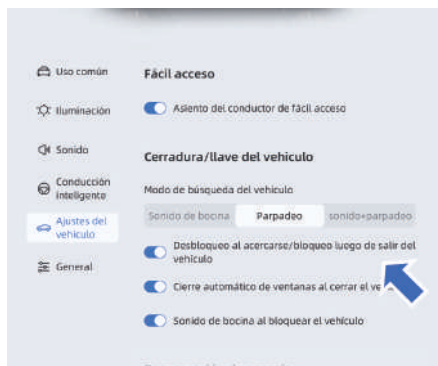 Uso común
Fácil acceso
Asiento del conductor de fácil acceso
Iluminación
Sonido
Cerradura/llave del vehículo
Conducción
inteligente
Modo de búsqueda del vehículo
Sonido de bocina
Parpadeo
sonido+parpadeo
Ajustes del
vehículo
Desbloqueo al acercarse/bloqueo luego de salir del
vehículo
General
Cierre automático de ventanas al cerrar el
Sonido de bocina al bloquear el vehículo